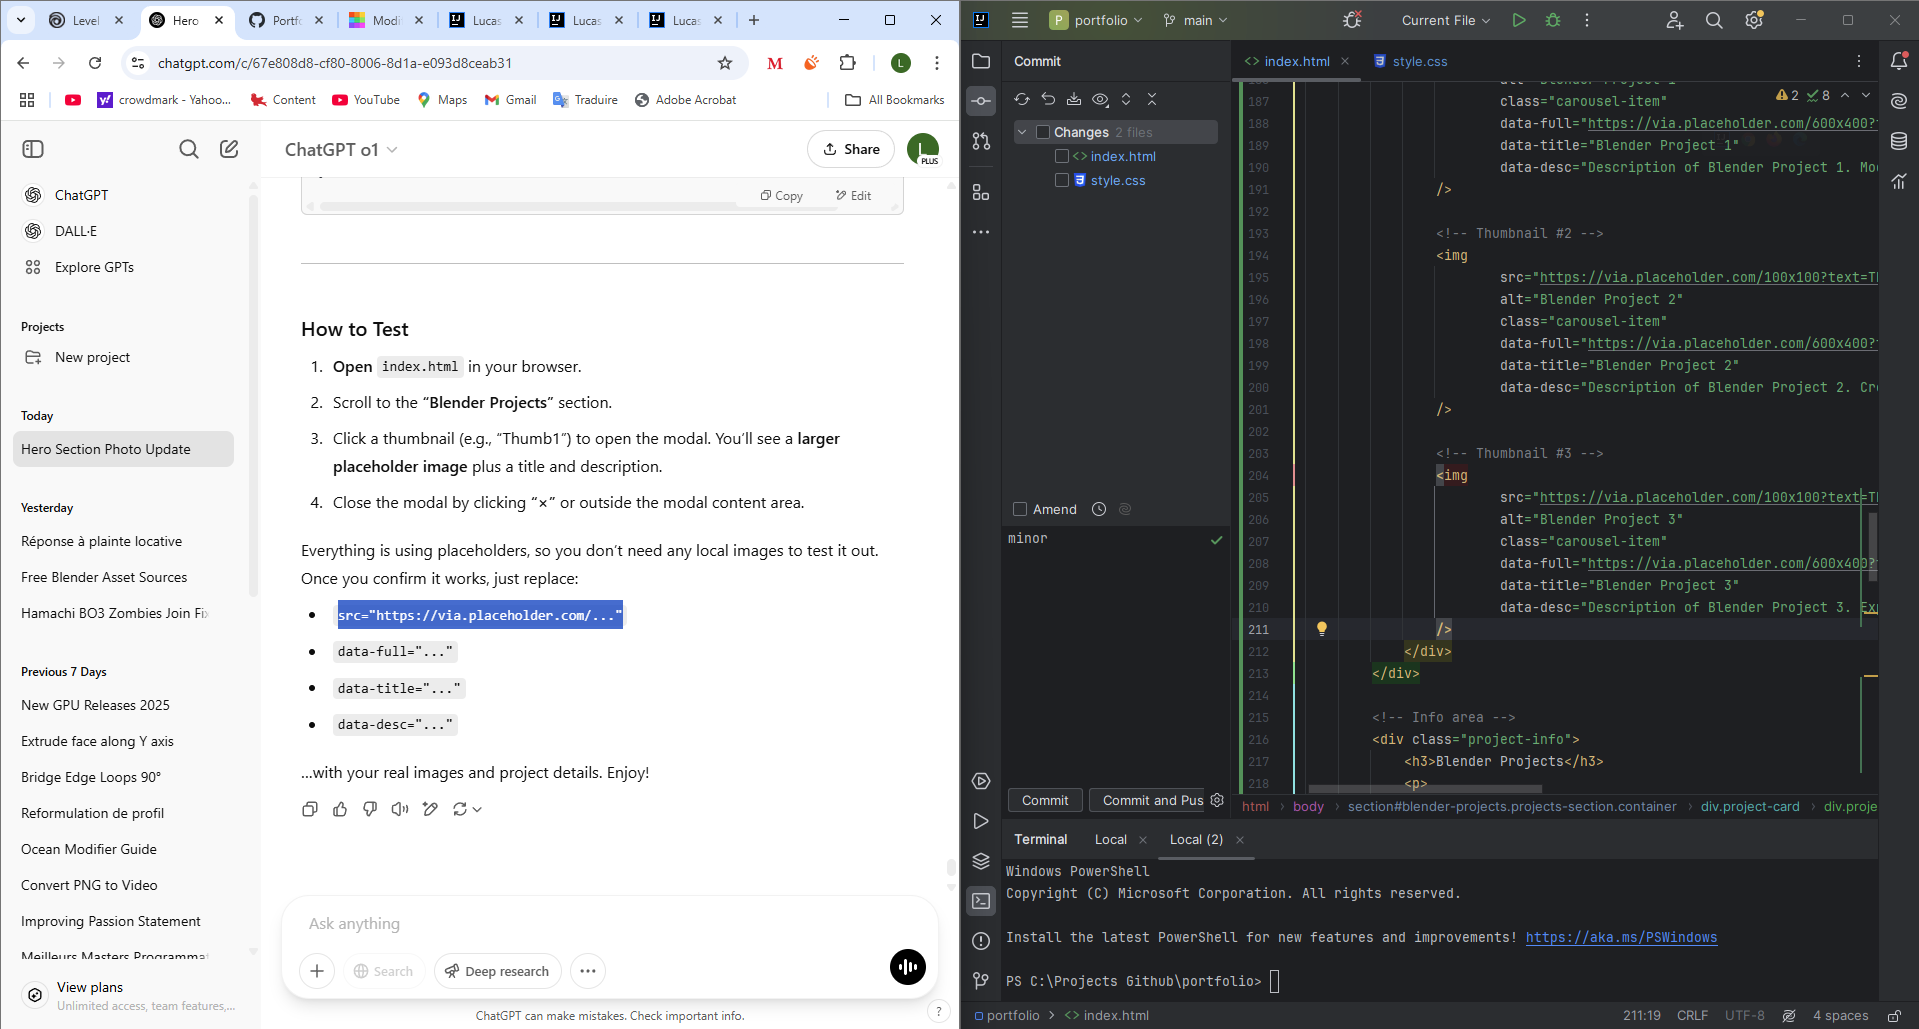 Level
Hero
Portf
Modi
Lucas
Lucas
Lucas
chatgpt.com/c/67e808d8-cf80-8006-8d1a-e093d8ceab31
M
L
crowdmark - Yahoo...
Content
YouTube
Maps
Gmail
Traduire
Adobe Acrobat
All Bookmarks
ChatGPT
DALL·E
Explore GPTs
Projects
New project
Today
Hero Section Photo Update
Yesterday
Réponse à plainte locative
Free Blender Asset Sources
Hamachi BO3 Zombies Join Fi
Previous 7 Days
New GPU Releases 2025
Extrude face along Y axis
Bridge Edge Loops 90°
Reformulation de profil
Ocean Modifier Guide
Convert PNG to Video
Improving Passion Statement
Meilleurs Masters Programmat
View plans
Unlimited access, team features,...
ChatGPT o1
Share
L
PLUS
Copy
Edit
How to Test
1. Open index.html in your browser.
2. Scroll to the “Blender Projects” section.
3. Click a thumbnail (e.g., “Thumb1”) to open the modal. You’ll see a larger
placeholder image plus a title and description.
4. Close the modal by clicking “×” or outside the modal content area.
Everything is using placeholders, so you don’t need any local images to test it out.
Once you confirm it works, just replace:
• src="https://via.placeholder.com/..."
• data-full="..."
• data-title="..."
• data-desc="..."
...with your real images and project details. Enjoy!
Ask anything
Search
Deep research
ChatGPT can make mistakes. Check important info.
?
P portfolio
main
Current File
Commit
Changes 2 files
<> index.html
style.css
Amend
minor
Commit
Commit and Pus
<> index.html
style.css
2
8
187 class="carousel-item"
188 data-full="https://via.placeholder.com/600x400?
189 data-title="Blender Project 1"
190 data-desc="Description of Blender Project 1. Mo
191 />
192
193 <!-- Thumbnail #2 -->
194 <img
195 src="https://via.placeholder.com/100x100?text=T
196 alt="Blender Project 2"
197 class="carousel-item"
198 data-full="https://via.placeholder.com/600x400?
199 data-title="Blender Project 2"
200 data-desc="Description of Blender Project 2. Cr
201 />
202
203 <!-- Thumbnail #3 -->
204 <img
205 src="https://via.placeholder.com/100x100?text=T
206 alt="Blender Project 3"
207 class="carousel-item"
208 data-full="https://via.placeholder.com/600x400?
209 data-title="Blender Project 3"
210 data-desc="Description of Blender Project 3. Ex
211 />
212 </div>
213 </div>
214
215 <!-- Info area -->
216 <div class="project-info">
217 <h3>Blender Projects</h3>
218 <p>
html > body > section#blender-projects.projects-section.container > div.project-card > div.proje
Terminal
Local
Local (2)
Windows PowerShell
Copyright (C) Microsoft Corporation. All rights reserved.
Install the latest PowerShell for new features and improvements! https://aka.ms/PSWindows
PS C:\Projects Github\portfolio>
portfolio > <> index.html
211:19
CRLF
UTF-8
4 spaces